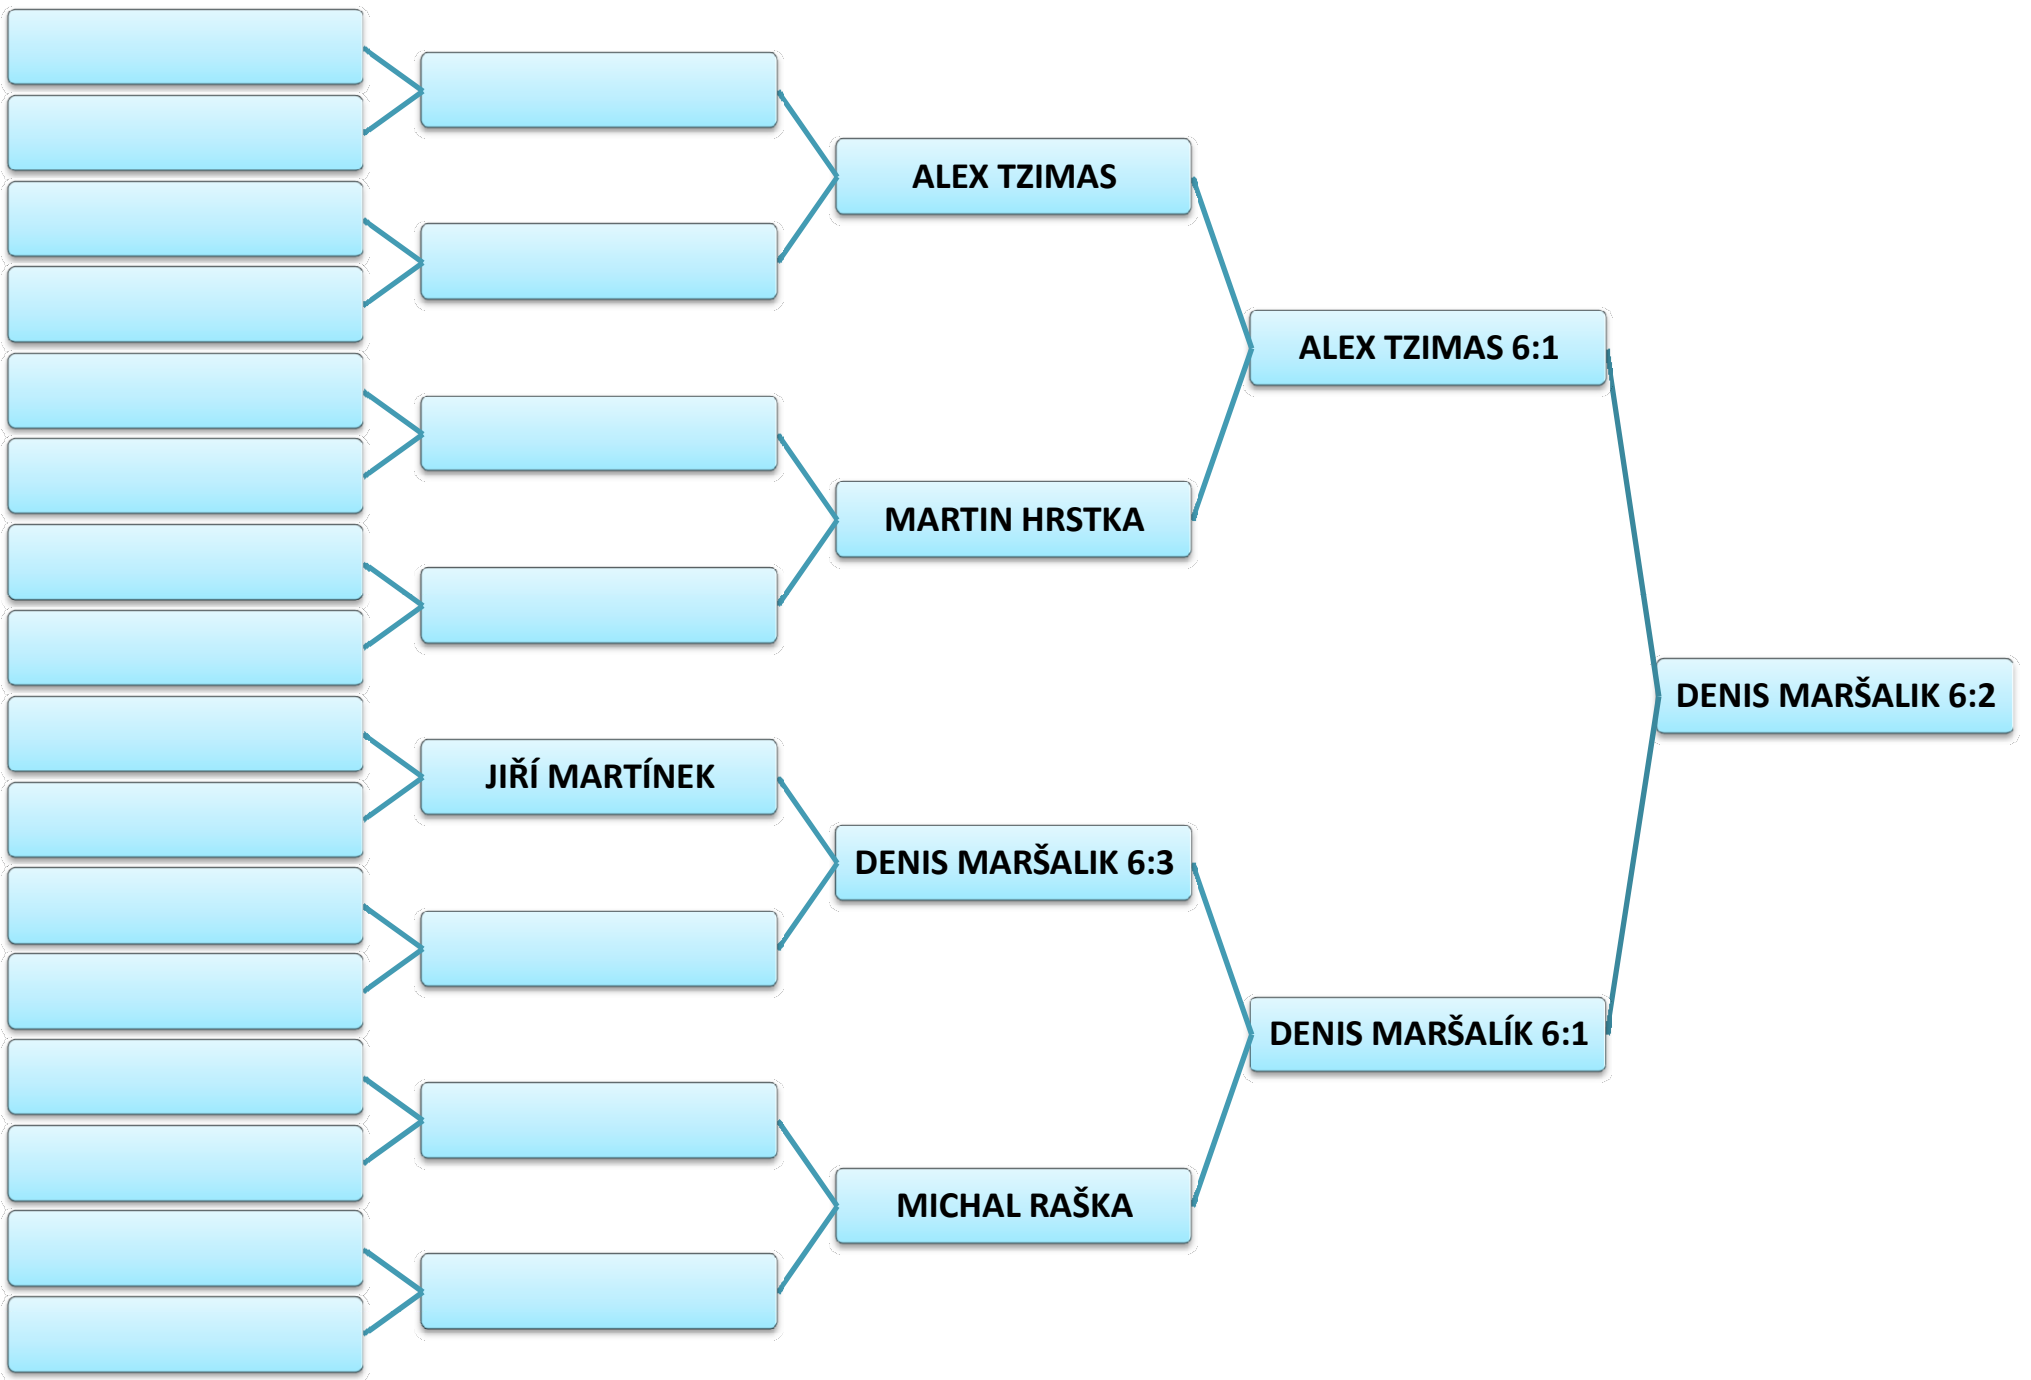 ALEX TZIMAS
ALEX TZIMAS 6:1
MARTIN HRSTKA
DENIS MARŠALIK 6:2
JIŘÍ MARTÍNEK
DENIS MARŠALIK 6:3
DENIS MARŠALÍK 6:1
MICHAL RAŠKA